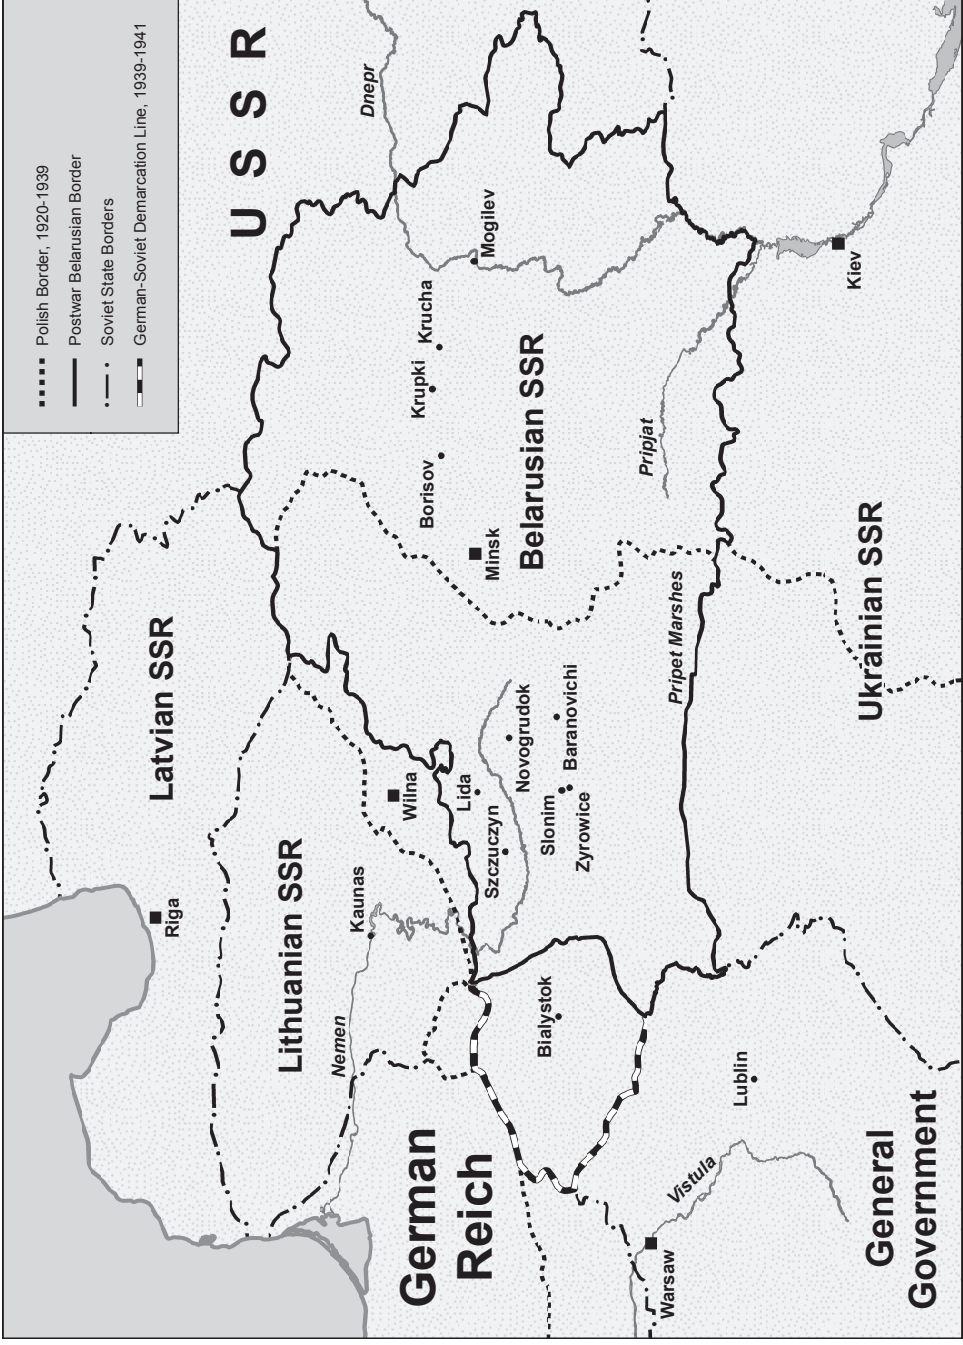 Polish Border, 1920-1939
Postwar Belarusian Border
Soviet State Borders
German-Soviet Demarcation Line, 1939-1941
USSR
Latvian SSR
Riga
Lithuanian SSR
Nemen
Kaunas
Wilna
Dnepr
Mogilev
Krucha
Krupki
Borisov
Minsk
Belarusian SSR
Lida
Szczuczyn
Novogrudok
Baranovichi
Slonim
Zyrowice
Pripjat
Pripet Marshes
Kiev
Ukrainian SSR
German
Reich
Bialystok
Lublin
Vistula
Warsaw
General
Government